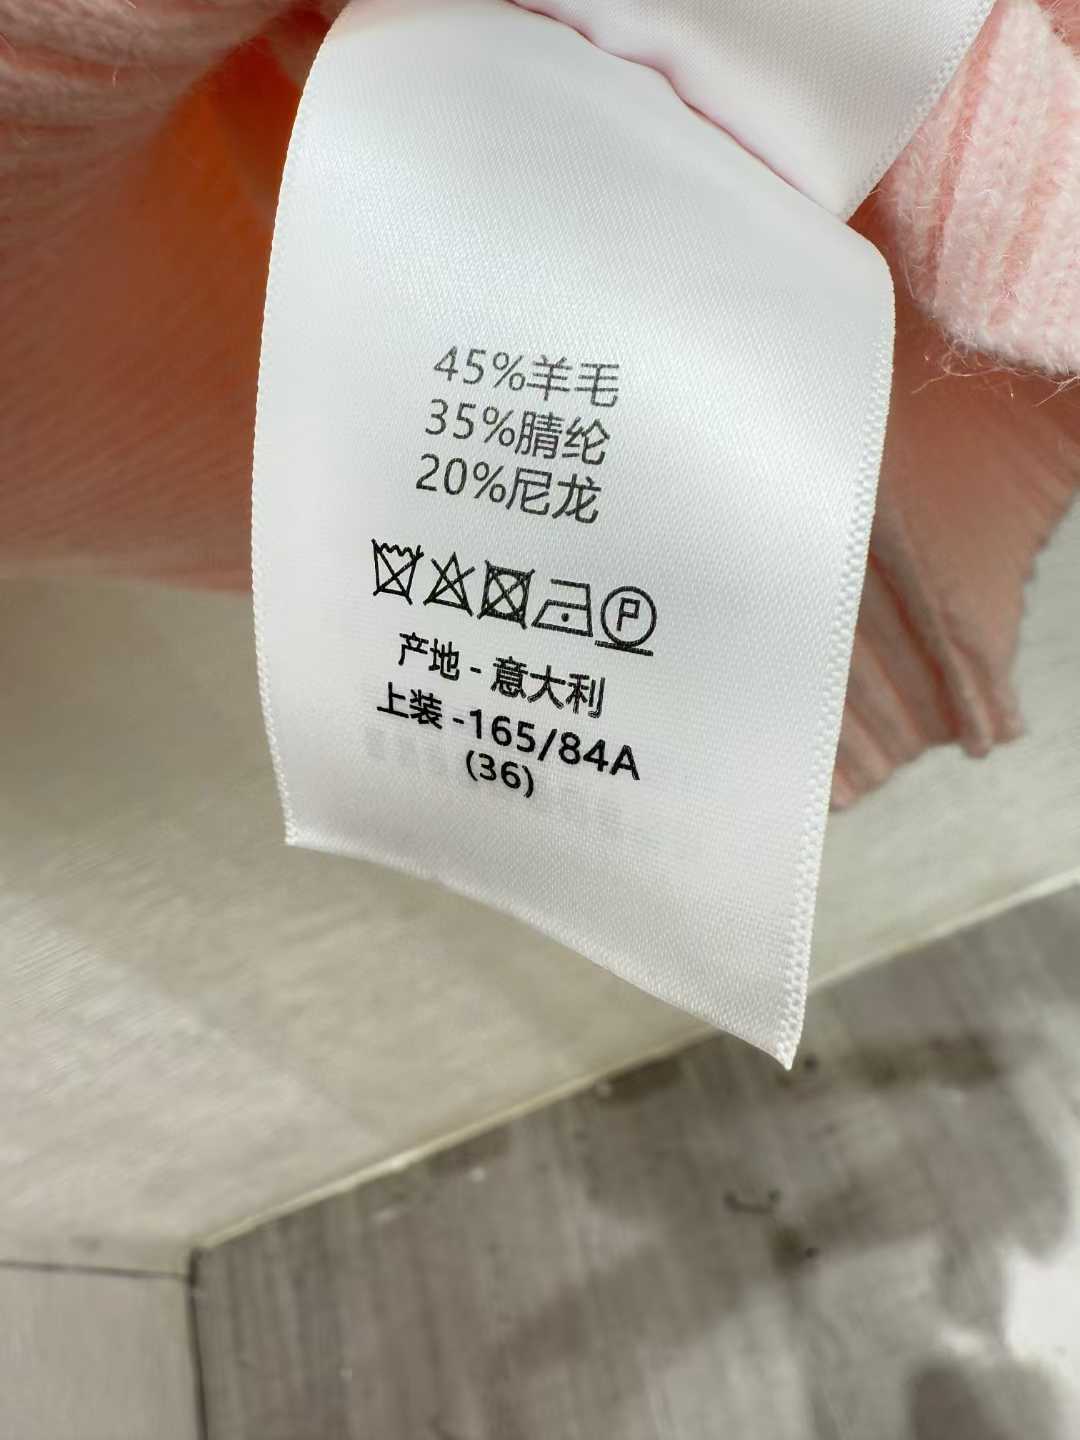 45%羊毛
35%腈纶
20%尼龙
P
产地 - 意大利
上装 -165/84A
(36)